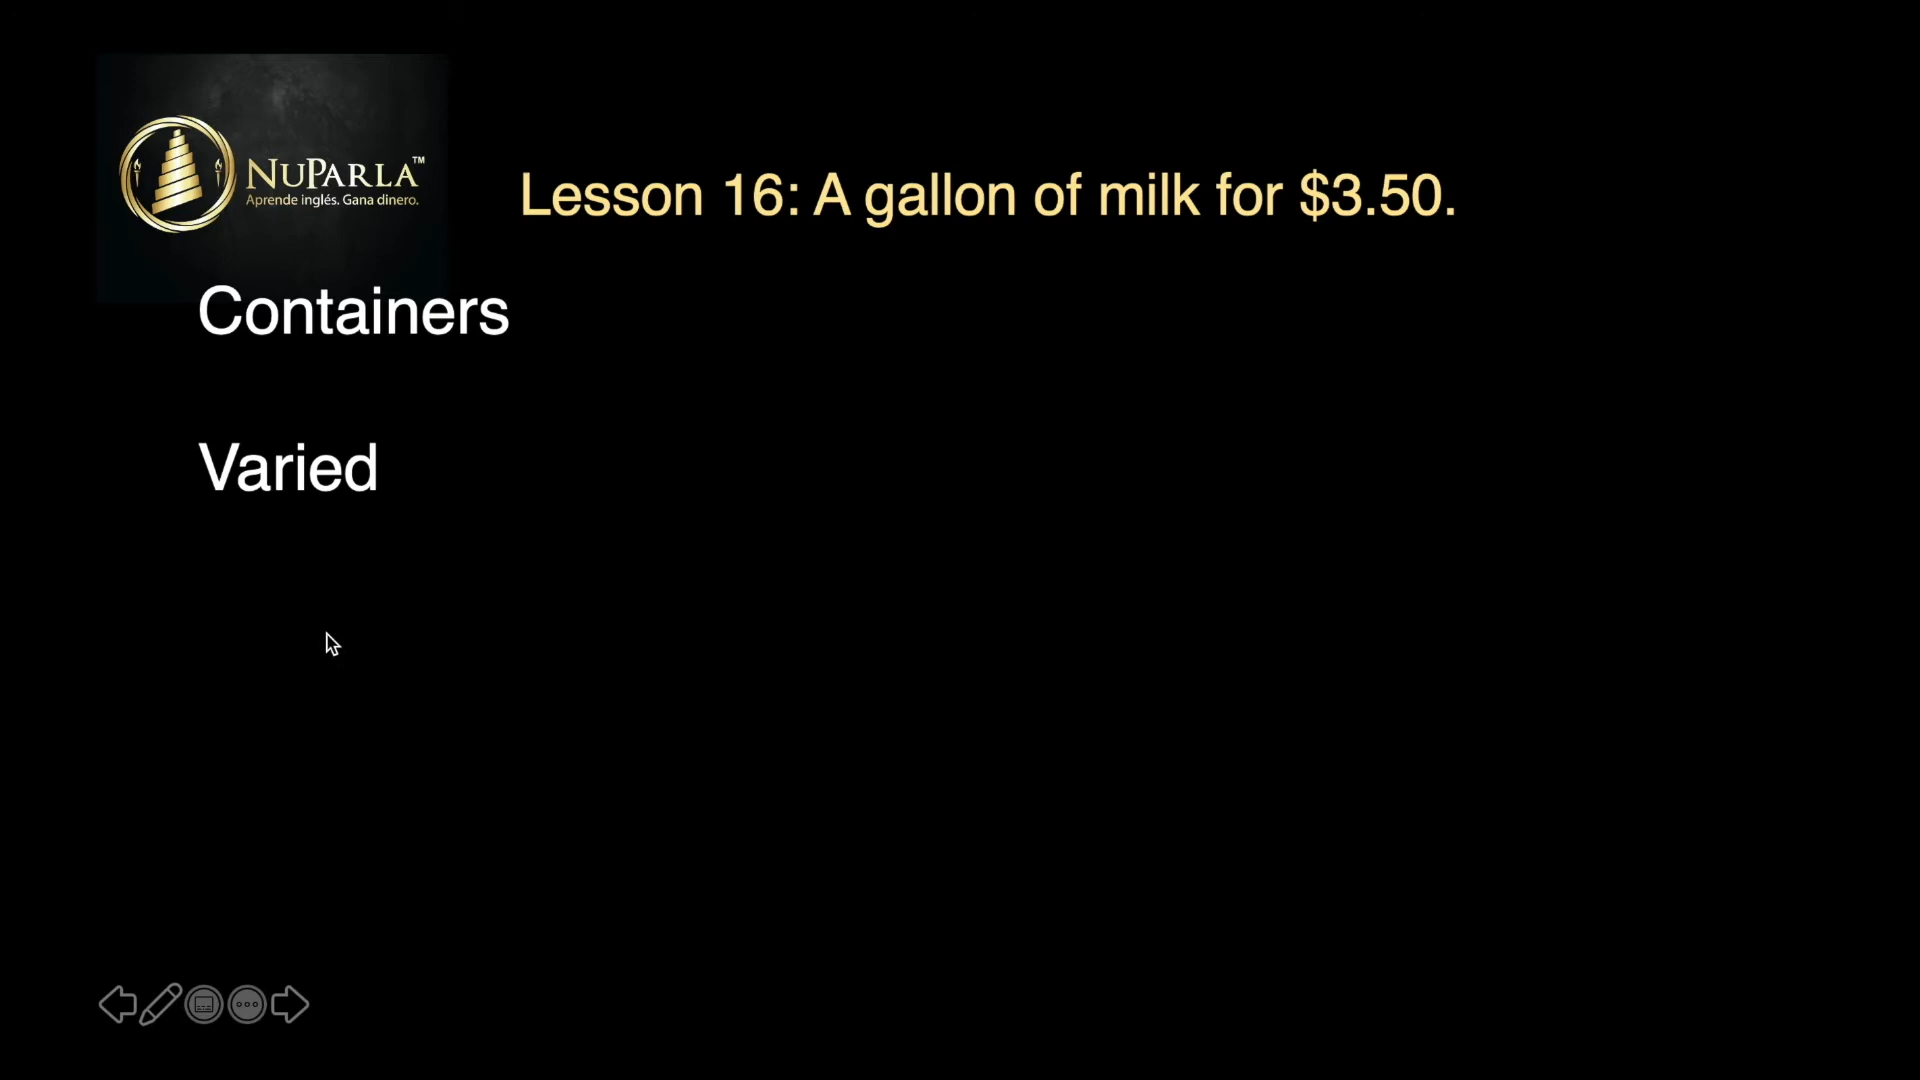 NUPARLA™
Aprende inglés. Gana dinero.
Lesson 16: A gallon of milk for $3.50.
Containers
Varied